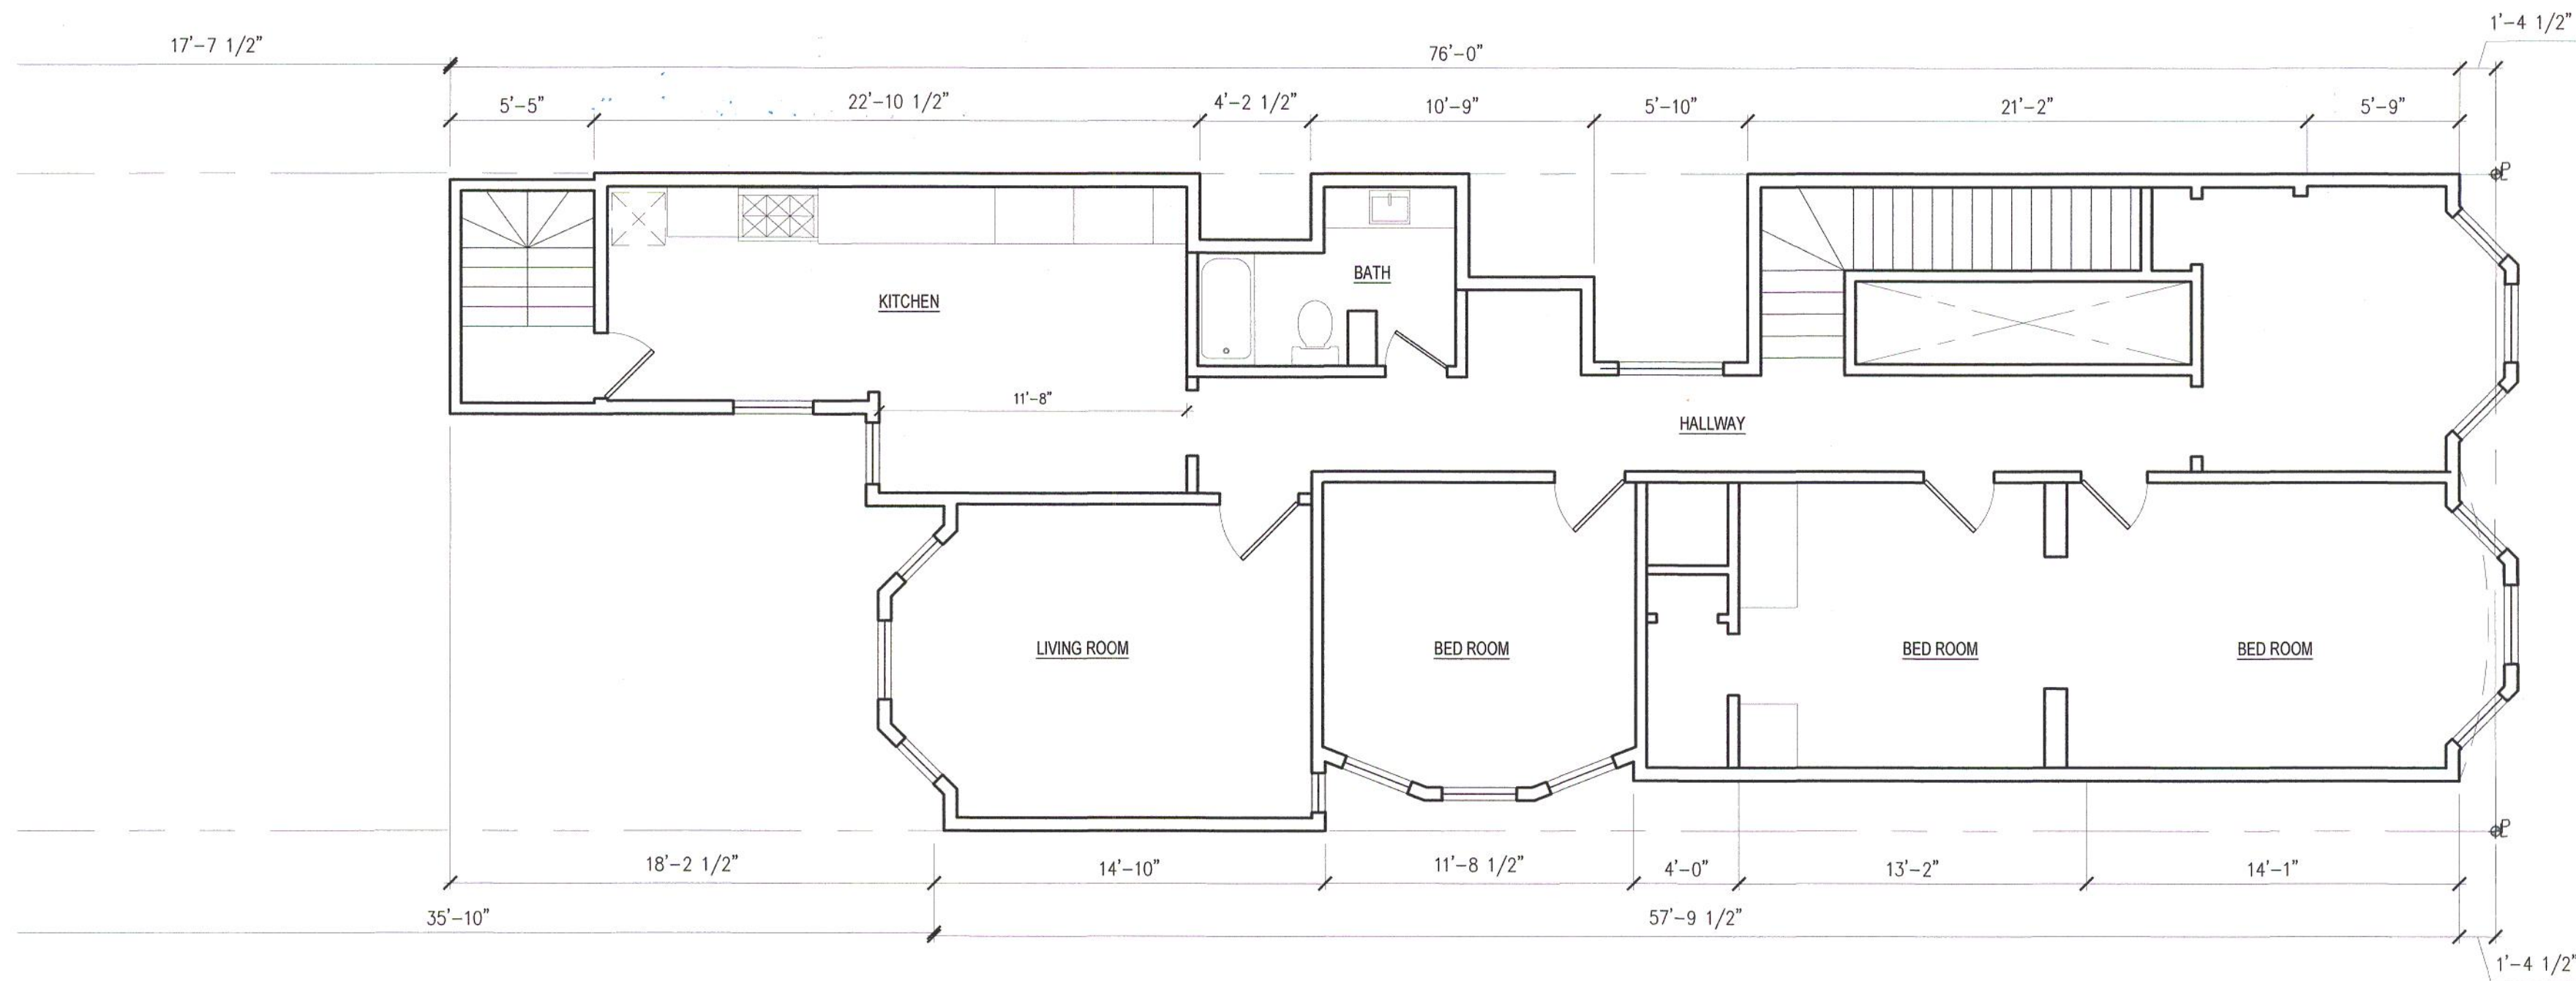 1'-4 1/2"
17'-7 1/2"
76'-0"
5'-5"
22'-10 1/2"
4'-2 1/2"
10'-9"
5'-10"
21'-2"
5'-9"
PL
BATH
KITCHEN
11'-8"
HALLWAY
LIVING ROOM
BED ROOM
BED ROOM
BED ROOM
PL
18'-2 1/2"
14'-10"
11'-8 1/2"
4'-0"
13'-2"
14'-1"
35'-10"
57'-9 1/2"
1'-4 1/2"